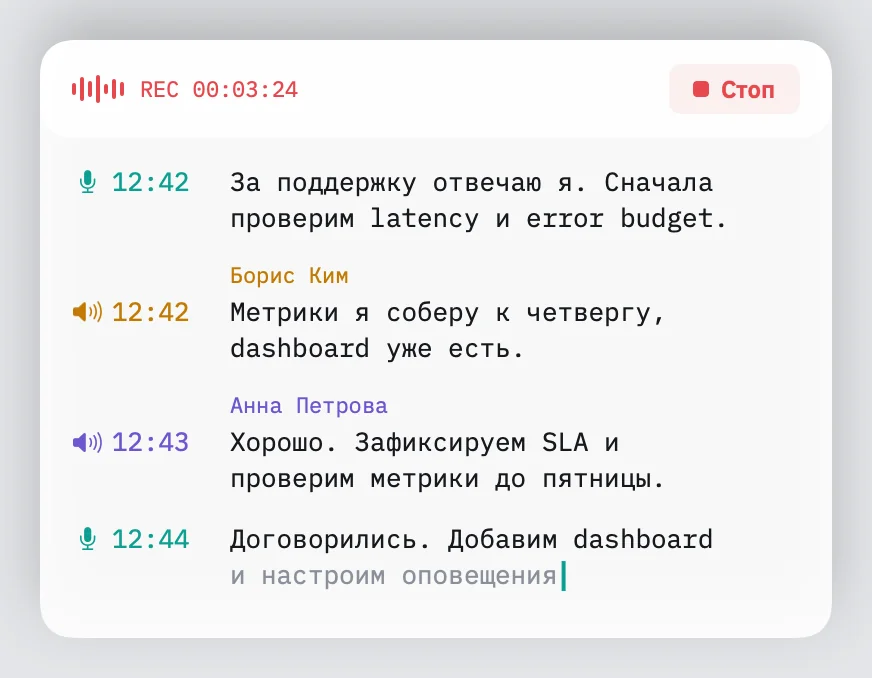 REC 00:03:24
Стоп
12:42
За поддержку отвечаю я. Сначала
проверим latency и error budget.
Борис Ким
12:42
Метрики я соберу к четвергу,
dashboard уже есть.
Анна Петрова
12:43
Хорошо. Зафиксируем SLA и
проверим метрики до пятницы.
12:44
Договорились. Добавим dashboard
и настроим оповещения